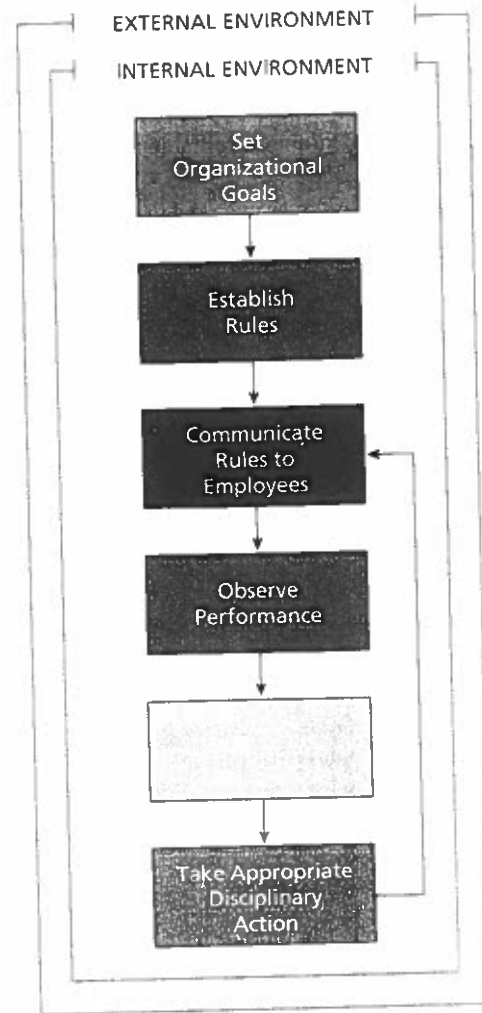 EXTERNAL ENVIRONMENT
INTERNAL ENVIRONMENT
Set
Organizational
Goals
Establish
Rules
Communicate
Rules to
Employees
Observe
Performance
Take Appropriate
Disciplinary
Action